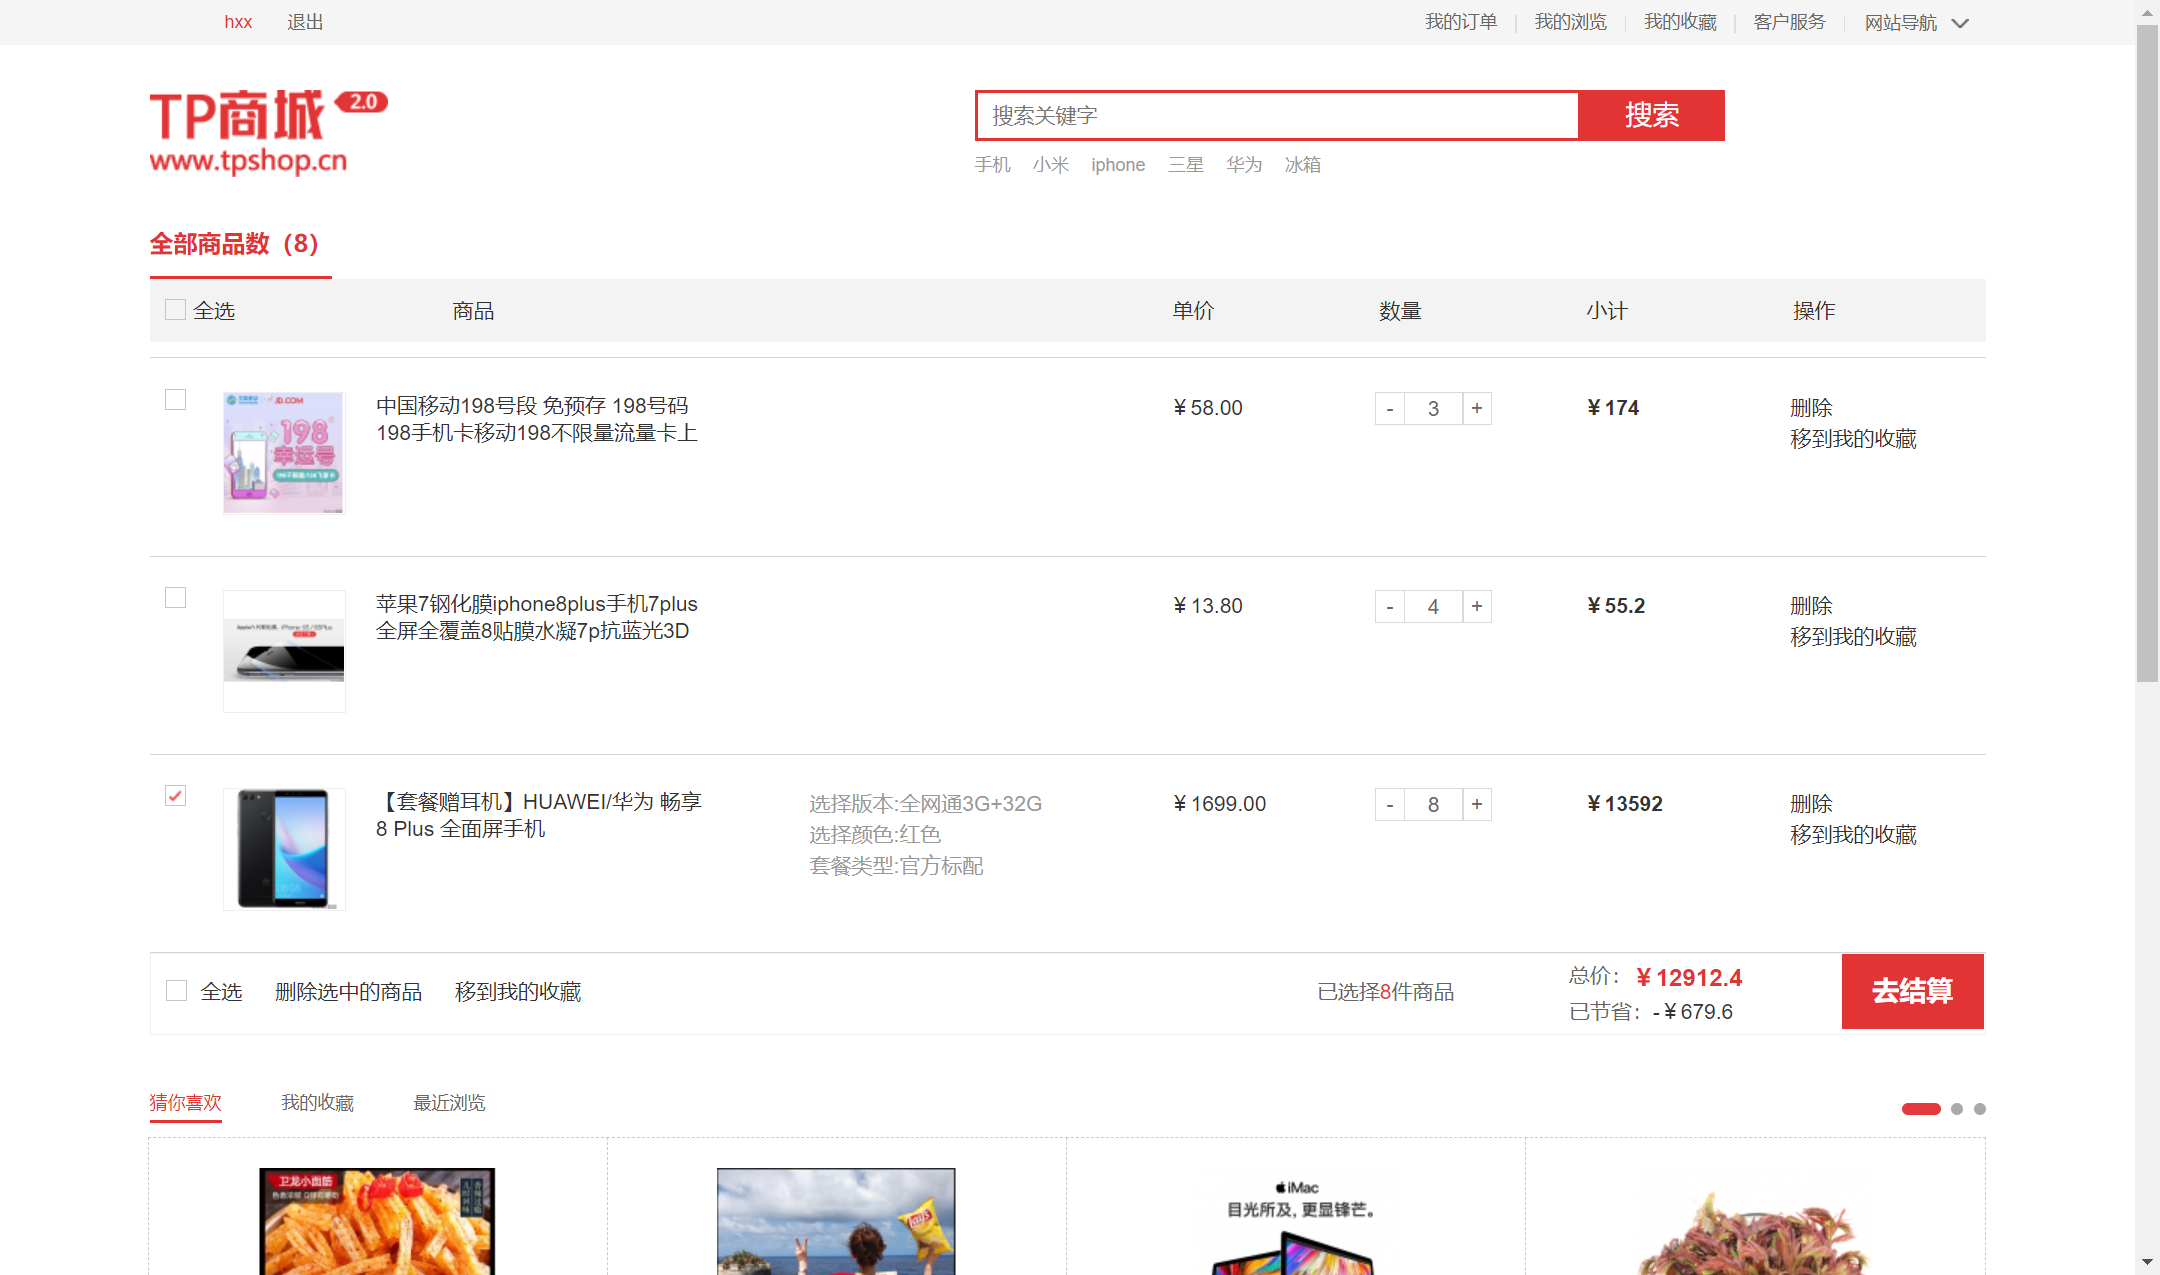 hxx 退出 我的订单 我的浏览 我的收藏 客户服务 网站导航
TP商城 2.0
www.tpshop.cn
搜索关键字 搜索
手机 小米 iphone 三星 华为 冰箱
全部商品数（8）
全选 商品 单价 数量 小计 操作
JD.COM
198
幸运号
中国移动198号段 免预存 198号码
198手机卡移动198不限量流量卡上
¥ 58.00 - 3 + ¥ 174 删除
移到我的收藏
苹果7钢化膜iphone8plus手机7plus
全屏全覆盖8贴膜水凝7p抗蓝光3D
¥ 13.80 - 4 + ¥ 55.2 删除
移到我的收藏
【套餐赠耳机】HUAWEI/华为 畅享
8 Plus 全面屏手机
选择版本:全网通3G+32G
选择颜色:红色
套餐类型:官方标配
¥ 1699.00 - 8 + ¥ 13592 删除
移到我的收藏
全选 删除选中的商品 移到我的收藏 已选择8件商品
总价： ¥ 12912.4
已节省：- ¥ 679.6
去结算
猜你喜欢 我的收藏 最近浏览
卫龙小面筋
iMac
目光所及, 更显锋芒。